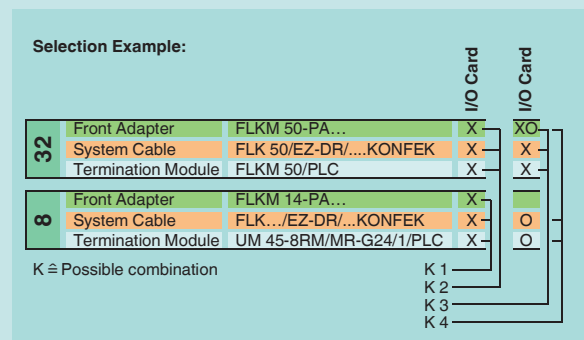 Selection Example:
I/O Card
I/O Card
32
Front Adapter FLKM 50-PA… X XO
System Cable FLK 50/EZ-DR/....KONFEK X X
Termination Module FLKM 50/PLC X X
8
Front Adapter FLKM 14-PA… X
System Cable FLK…/EZ-DR/...KONFEK X O
Termination Module UM 45-8RM/MR-G24/1/PLC X O
K ≙ Possible combination
K 1
K 2
K 3
K 4